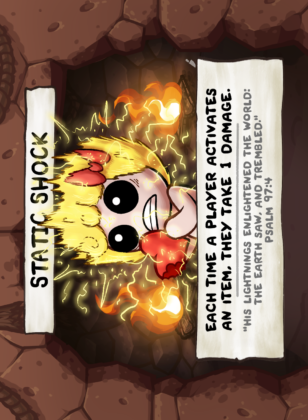 STATIC SHOCK
EACH TIME A PLAYER ACTIVATES
AN ITEM, THEY TAKE 1 DAMAGE.
"HIS LIGHTNINGS ENLIGHTENED THE WORLD:
THE EARTH SAW, AND TREMBLED."
PSALM 97:4